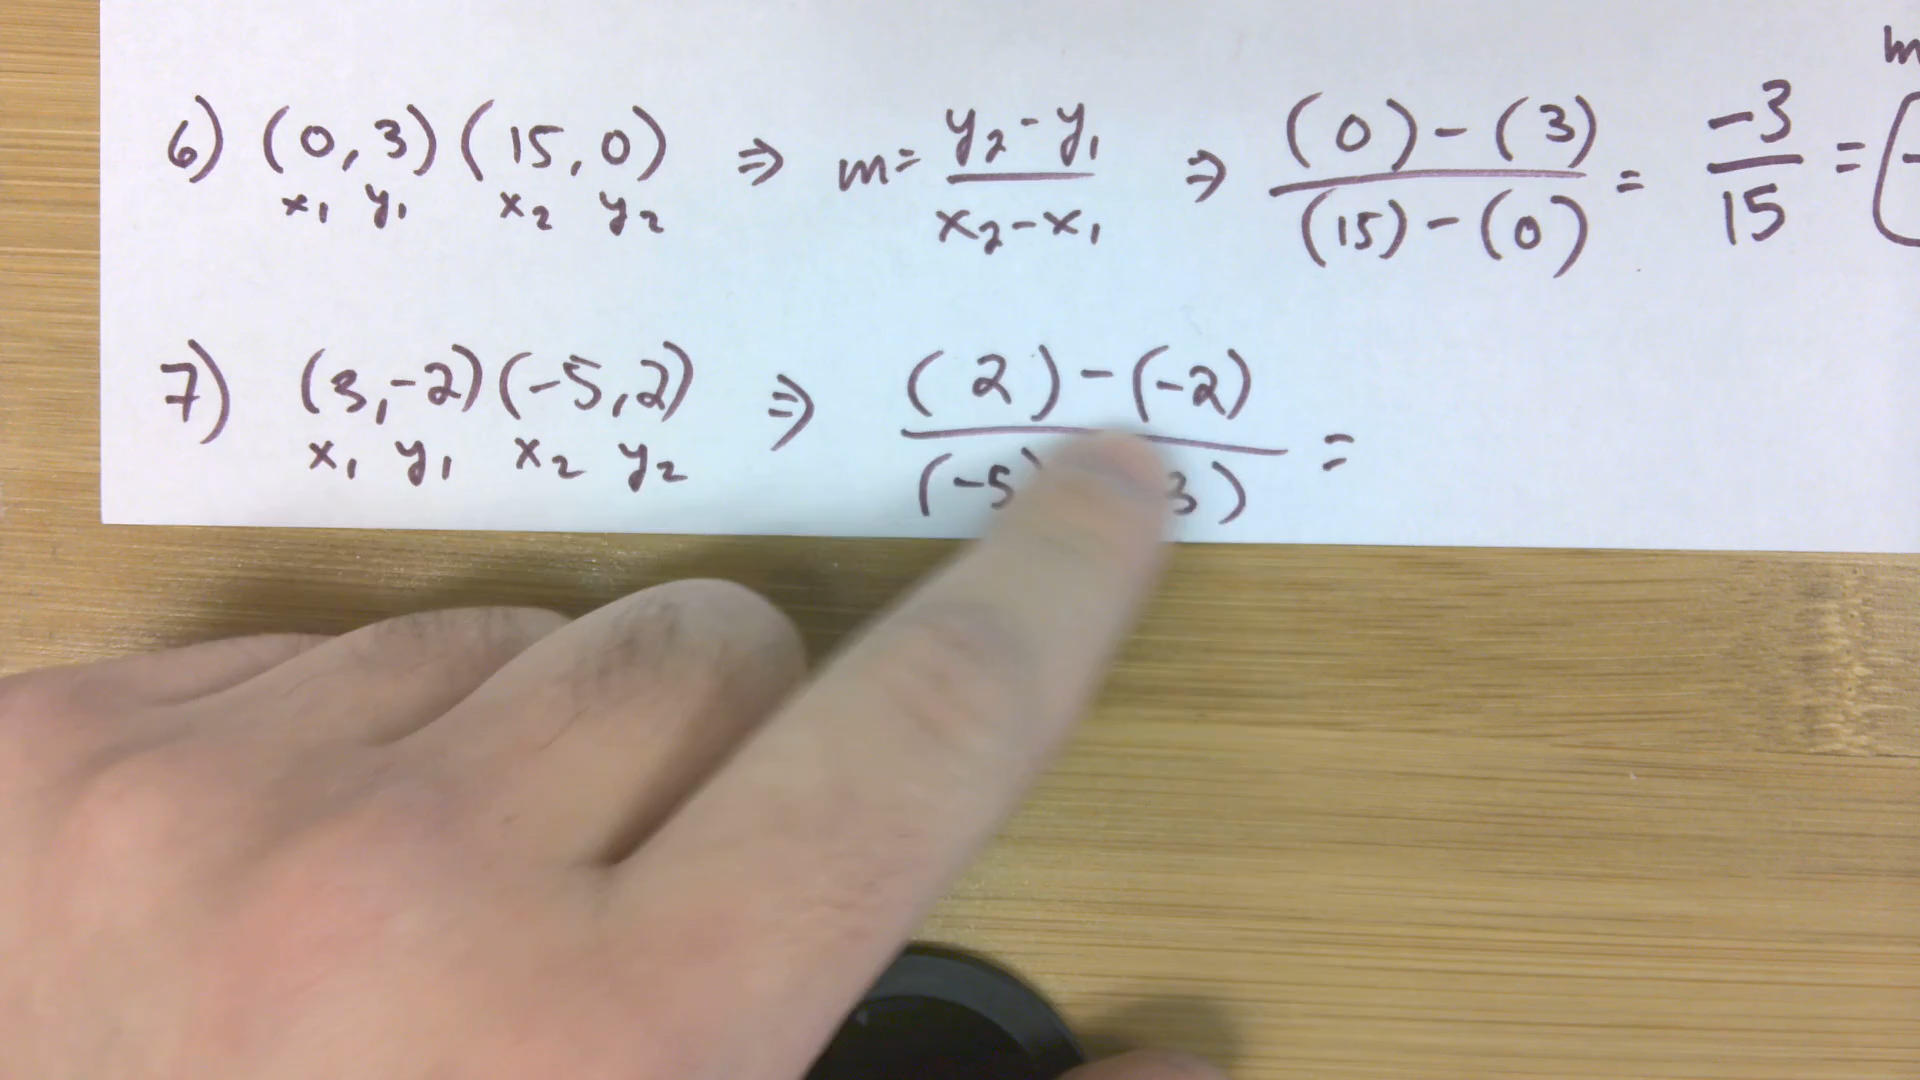 m
6) (0, 3) (15, 0) ⇒ m = y₂ - y₁ / x₂ - x₁ ⇒ (0) - (3) / (15) - (0) = -3 / 15 =
x₁ y₁ x₂ y₂
7) (3, -2) (-5, 2) ⇒ (2) - (-2) / (-5) 3) =
x₁ y₁ x₂ y₂